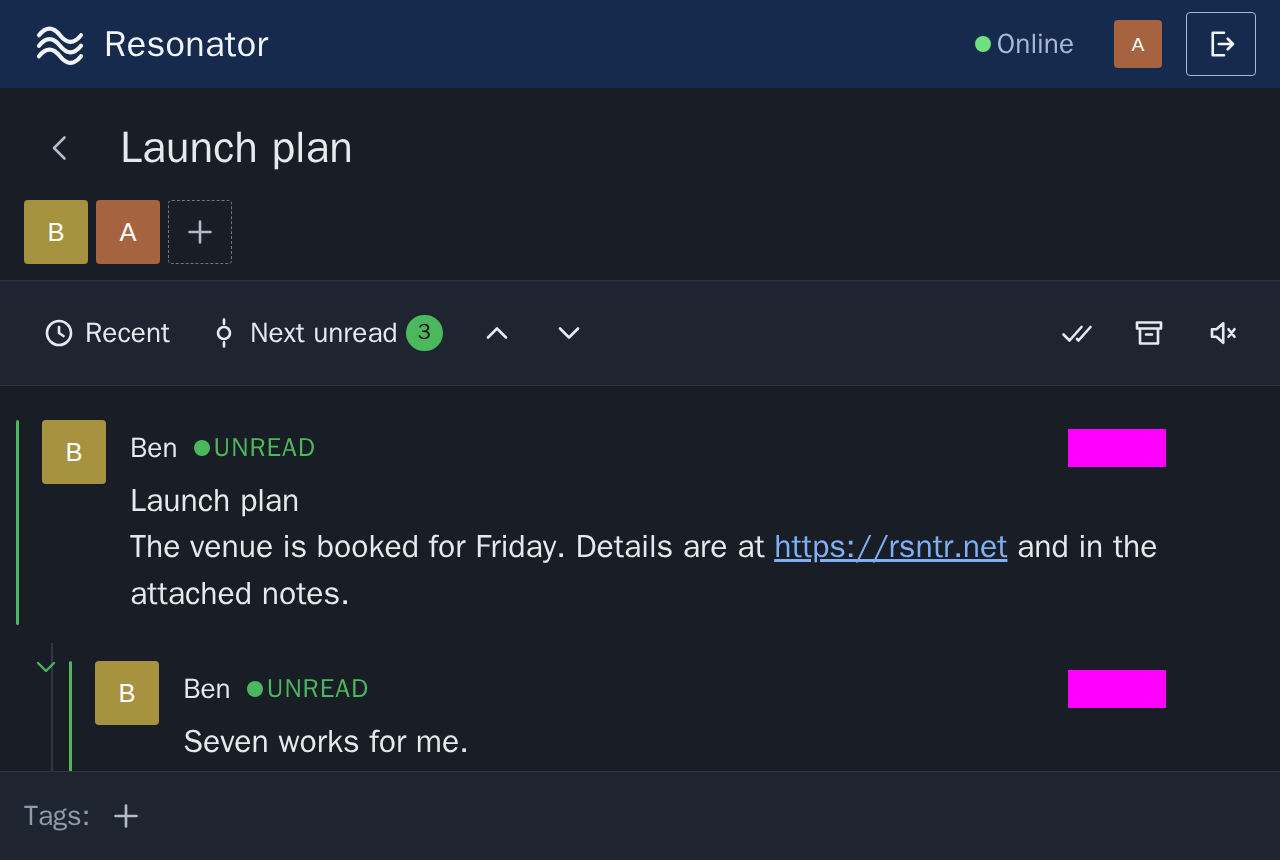 Resonator
Online
A
Launch plan
B
A
Recent
Next unread 3
B
Ben
UNREAD
Launch plan
The venue is booked for Friday. Details are at https://rsntr.net and in the
attached notes.
B
Ben
UNREAD
Seven works for me.
Tags: